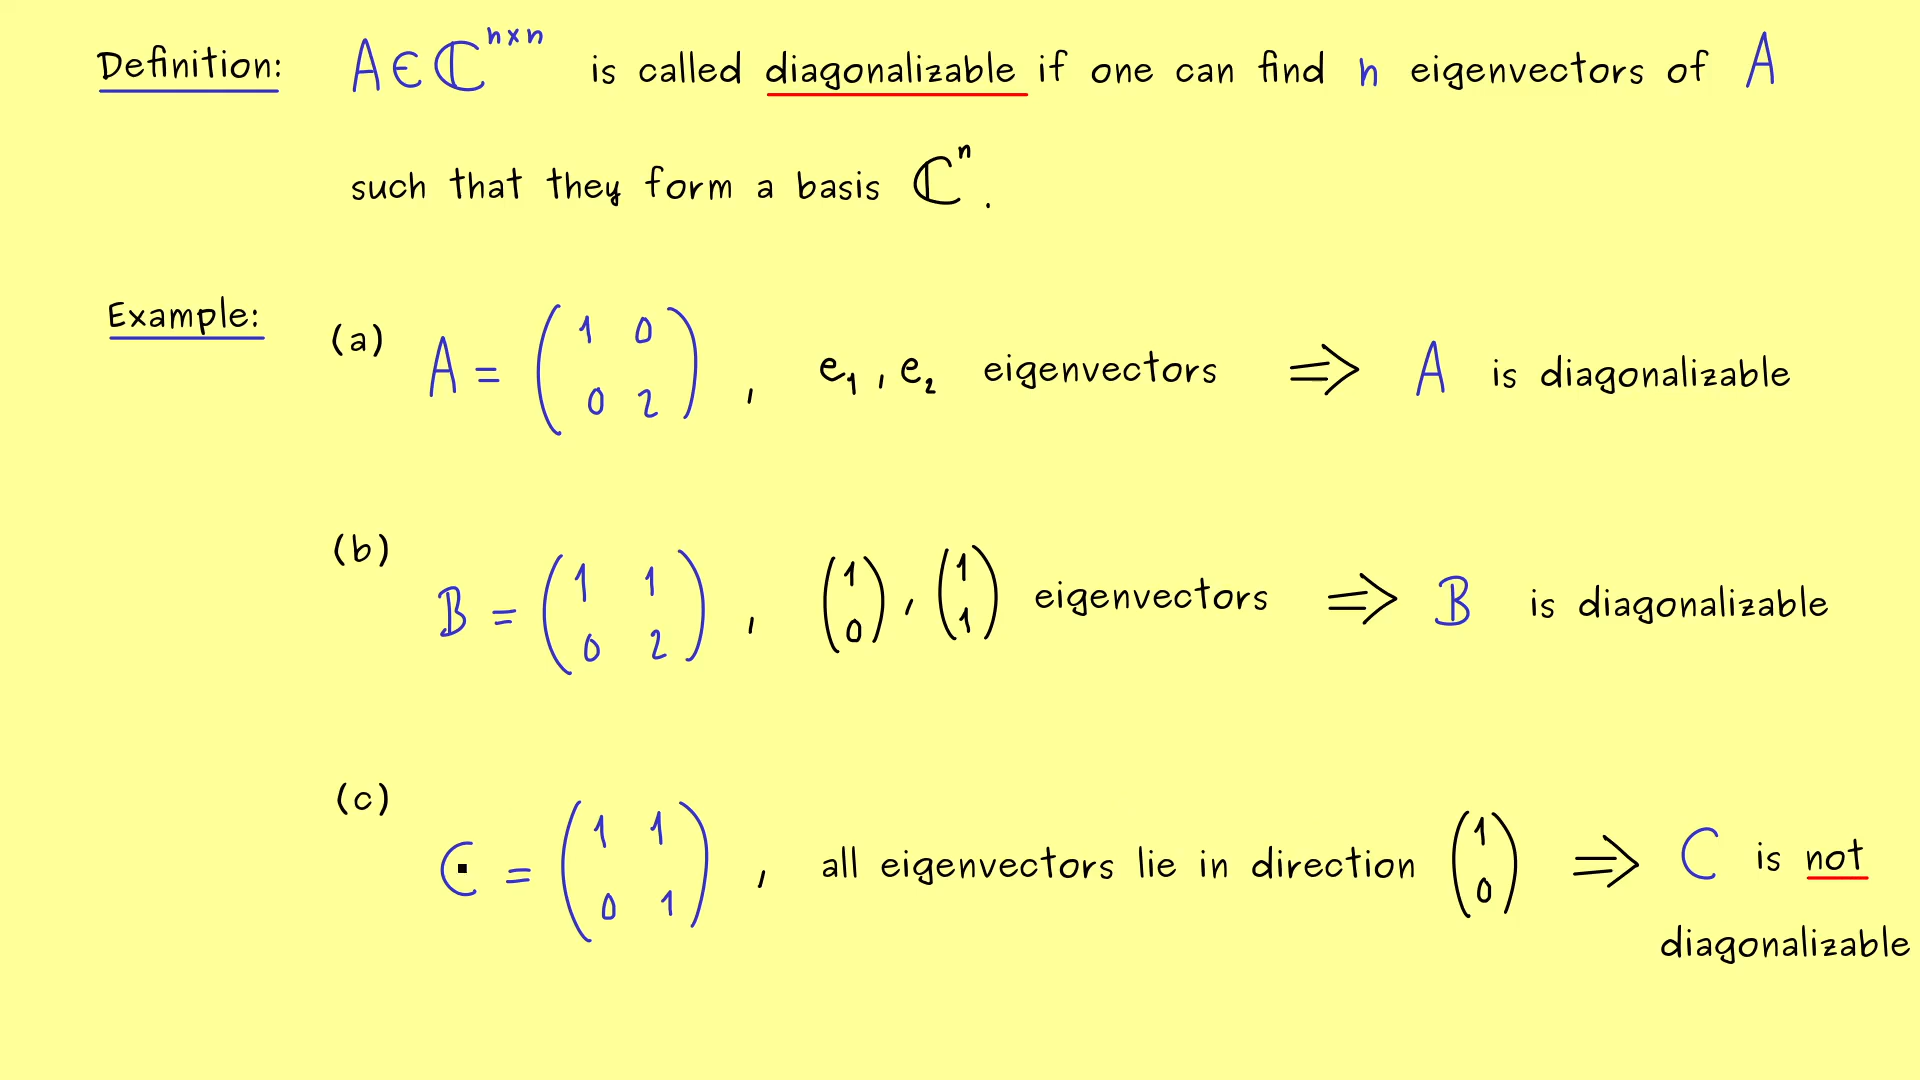 Definition: A ∈ ℂⁿˣⁿ is called diagonalizable if one can find n eigenvectors of A
such that they form a basis ℂⁿ.
Example: (a) A = (1 0; 0 2), e₁, e₂ eigenvectors ⇒ A is diagonalizable
(b) B = (1 1; 0 2), (1; 0), (1; 1) eigenvectors ⇒ B is diagonalizable
(c) C = (1 1; 0 1), all eigenvectors lie in direction (1; 0) ⇒ C is not
diagonalizable